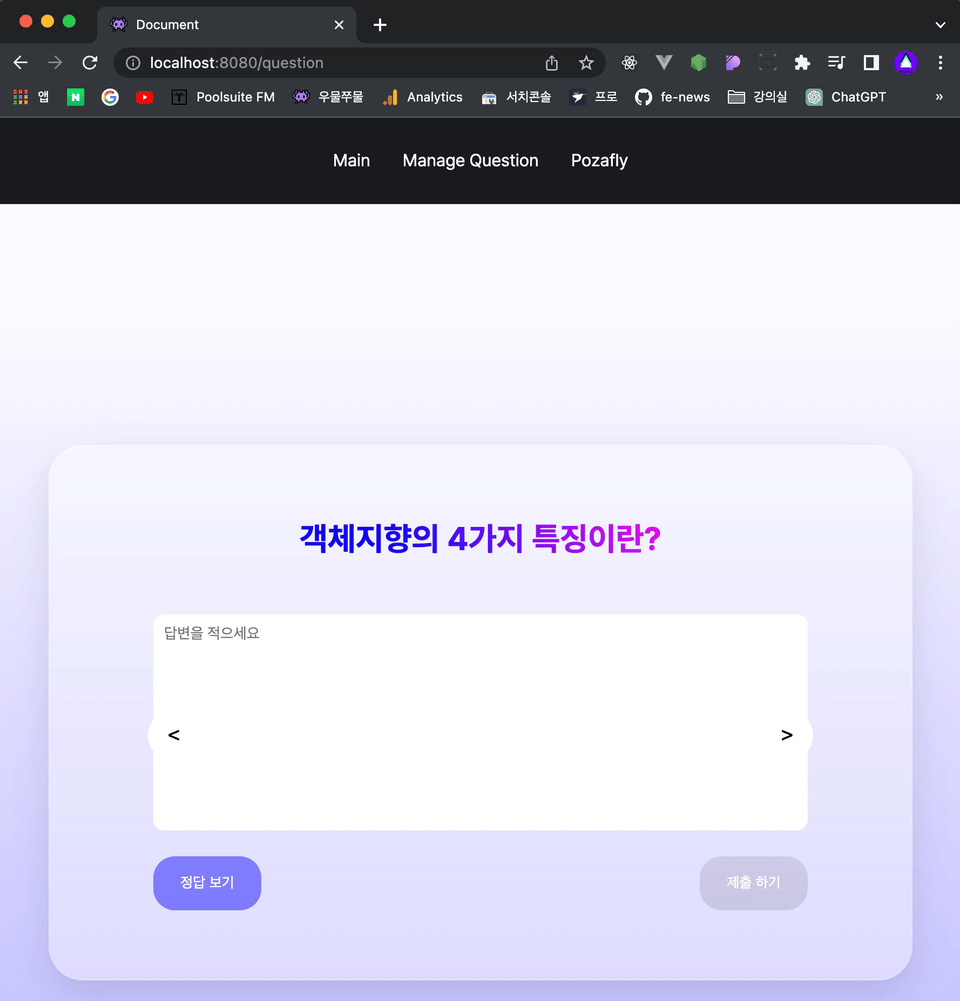 Document
localhost:8080/question
앱 Poolsuite FM 우물쭈물 Analytics 서치콘솔 프로 fe-news 강의실 ChatGPT »
Main Manage Question Pozafly
객체지향의 4가지 특징이란?
답변을 적으세요
< >
정답 보기 제출 하기